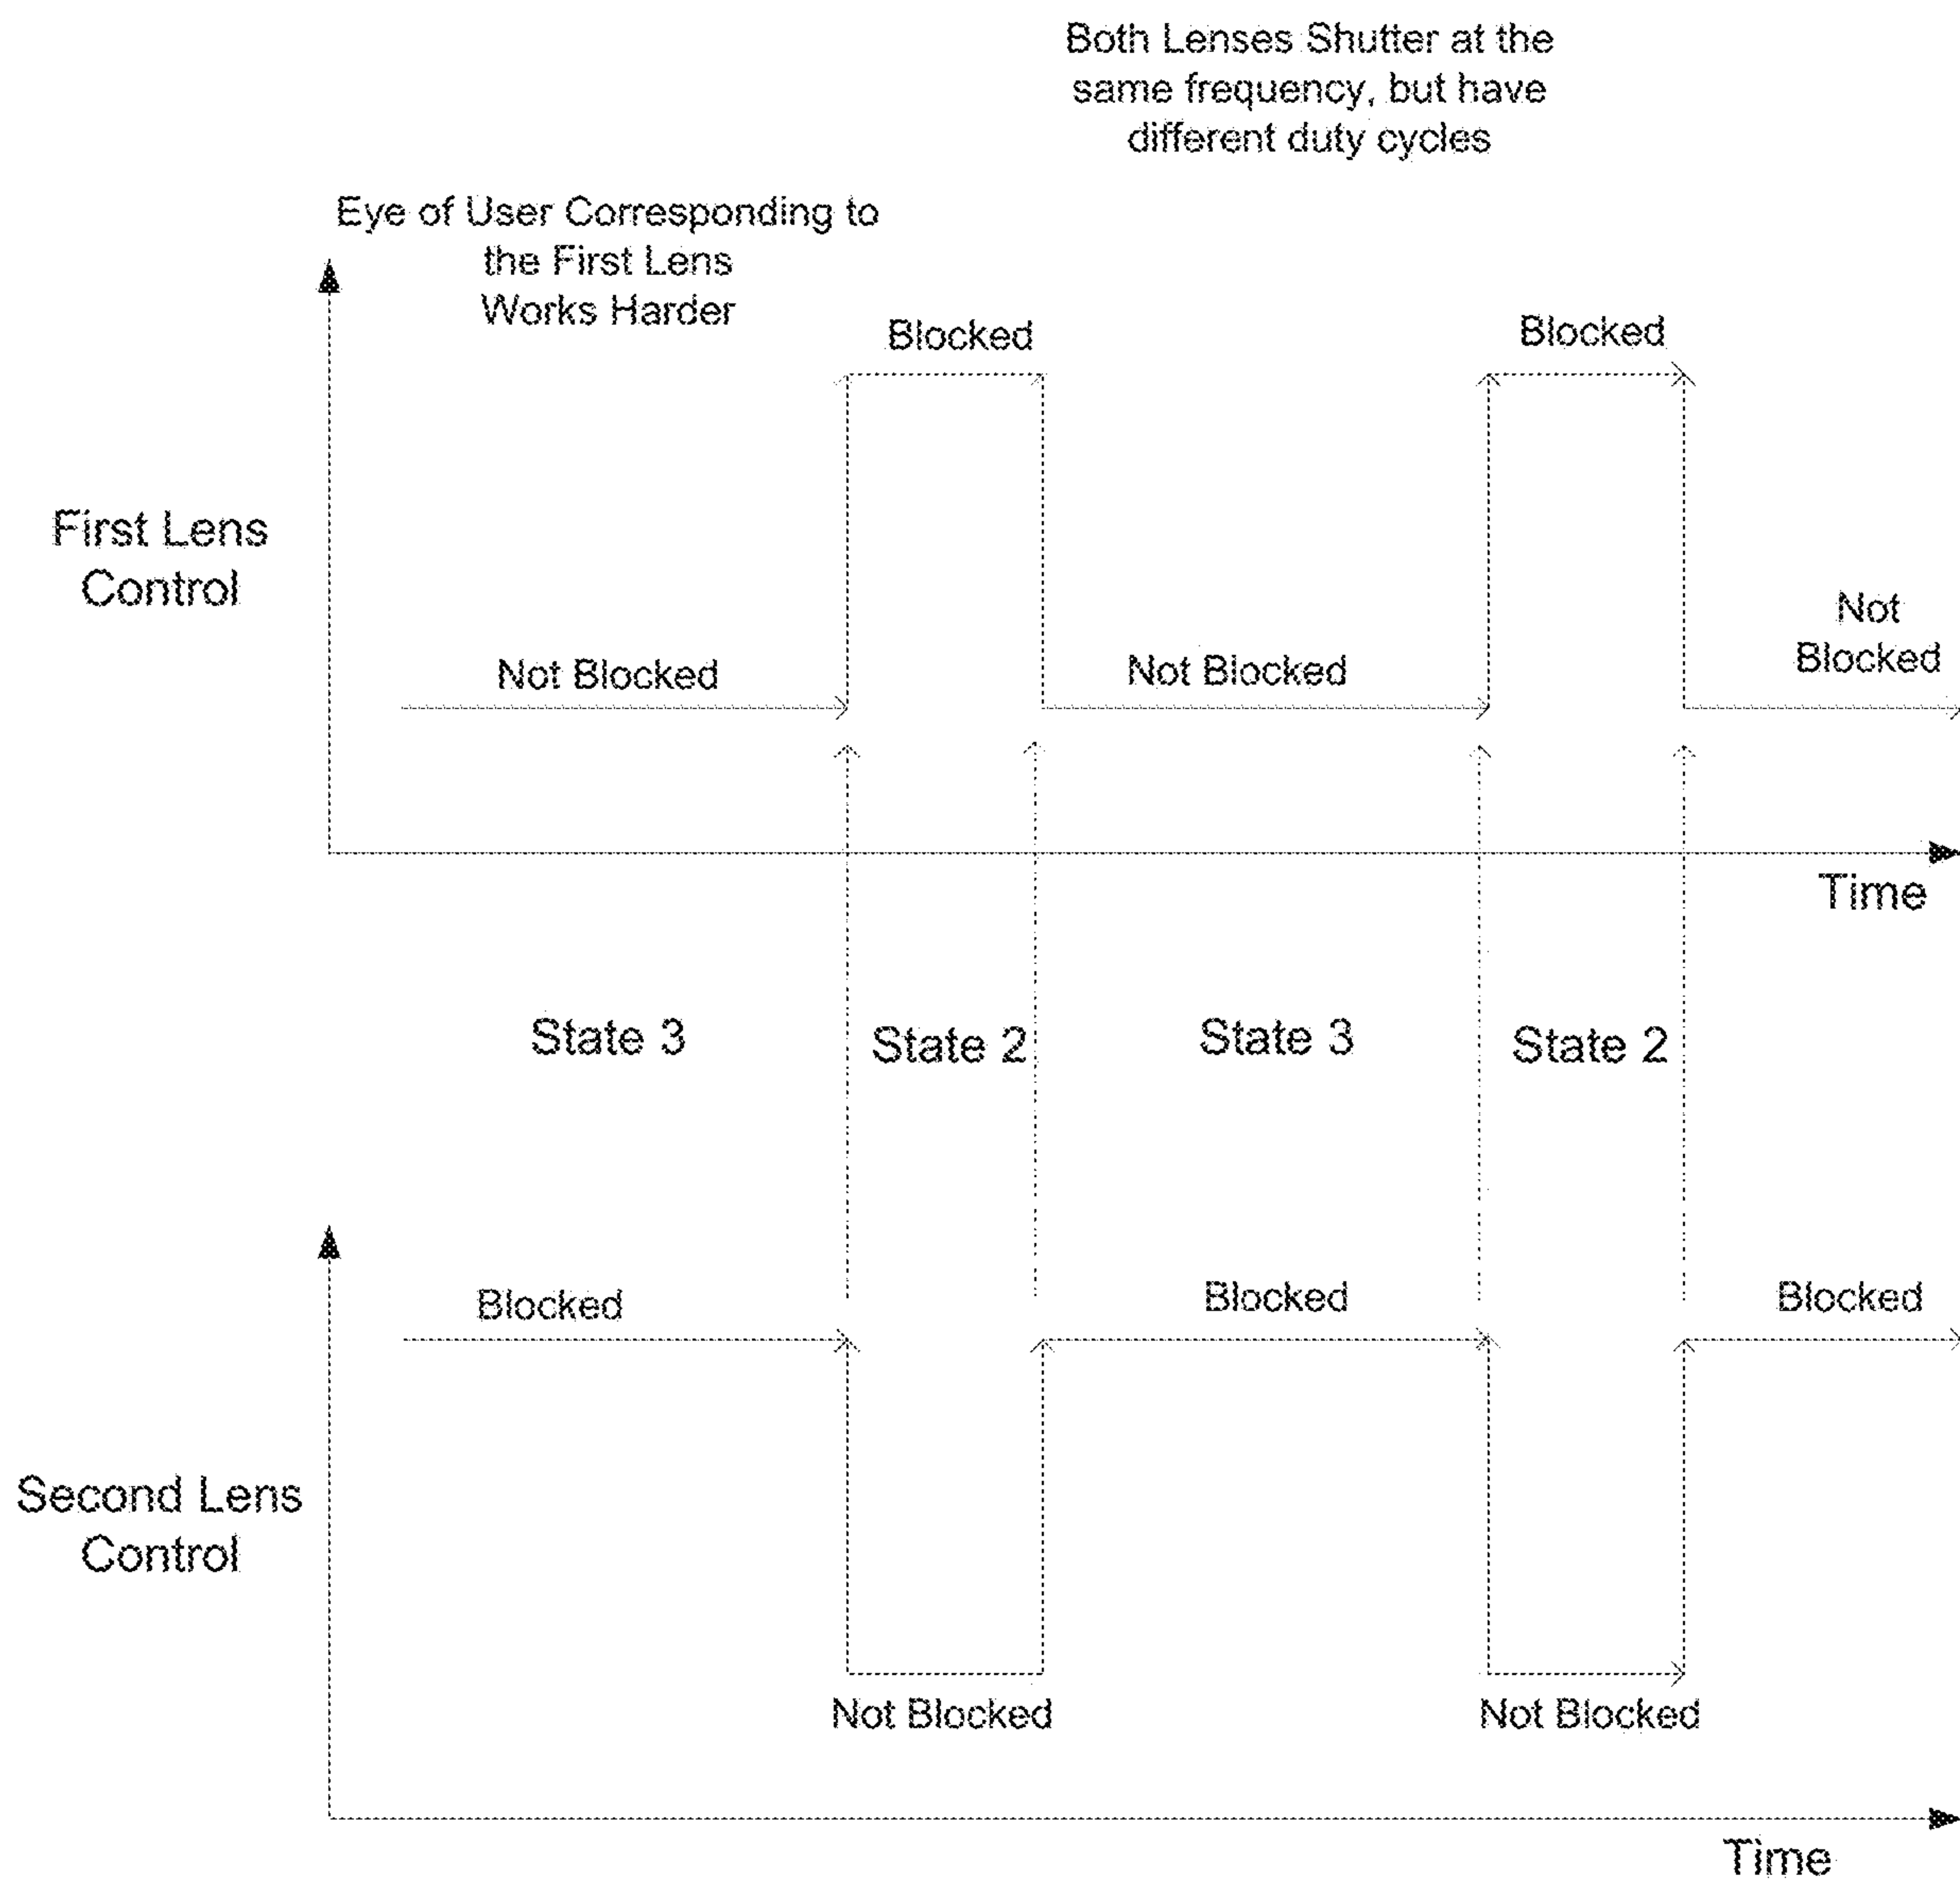 Both Lenses Shutter at the
same frequency, but have
different duty cycles
Eye of User Corresponding to
the First Lens
Works Harder
Blocked
Blocked
First Lens
Control
Not Blocked
Not Blocked
Not
Blocked
Time
State 3
State 2
State 3
State 2
Blocked
Blocked
Blocked
Second Lens
Control
Not Blocked
Not Blocked
Time